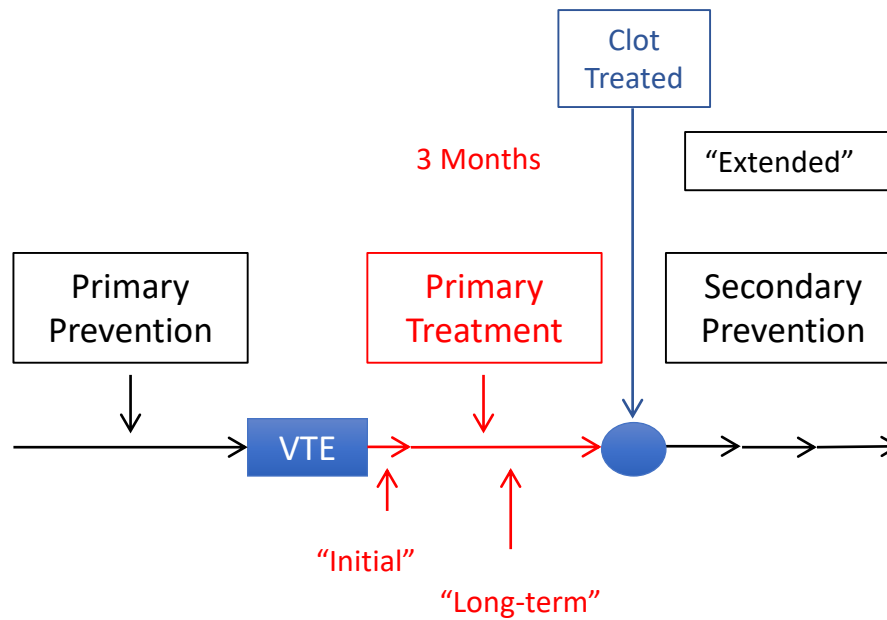 Clot
Treated
3 Months
“Extended”
Primary
Prevention
Primary
Treatment
Secondary
Prevention
VTE
“Initial”
“Long-term”